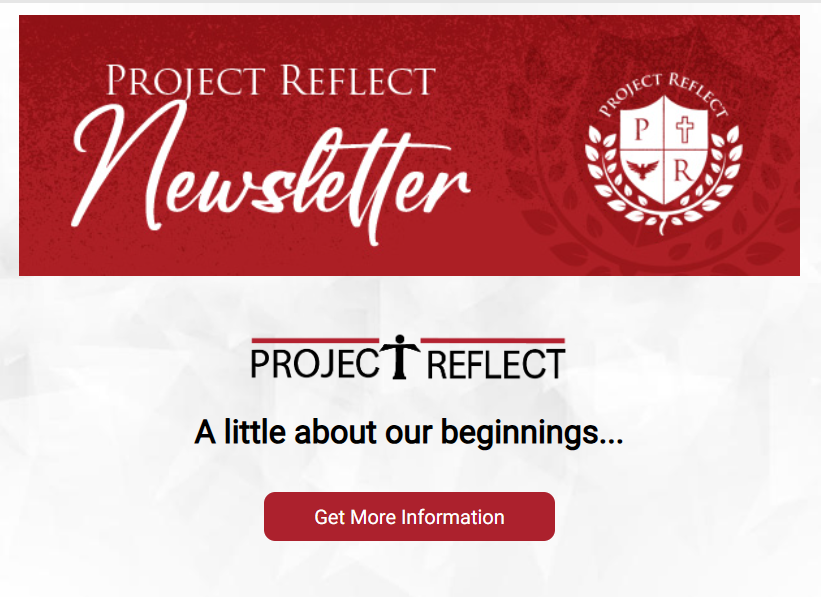 PROJECT REFLECT
Newsletter
PROJECT REFLECT
P
R
PROJECT REFLECT
A little about our beginnings...
Get More Information